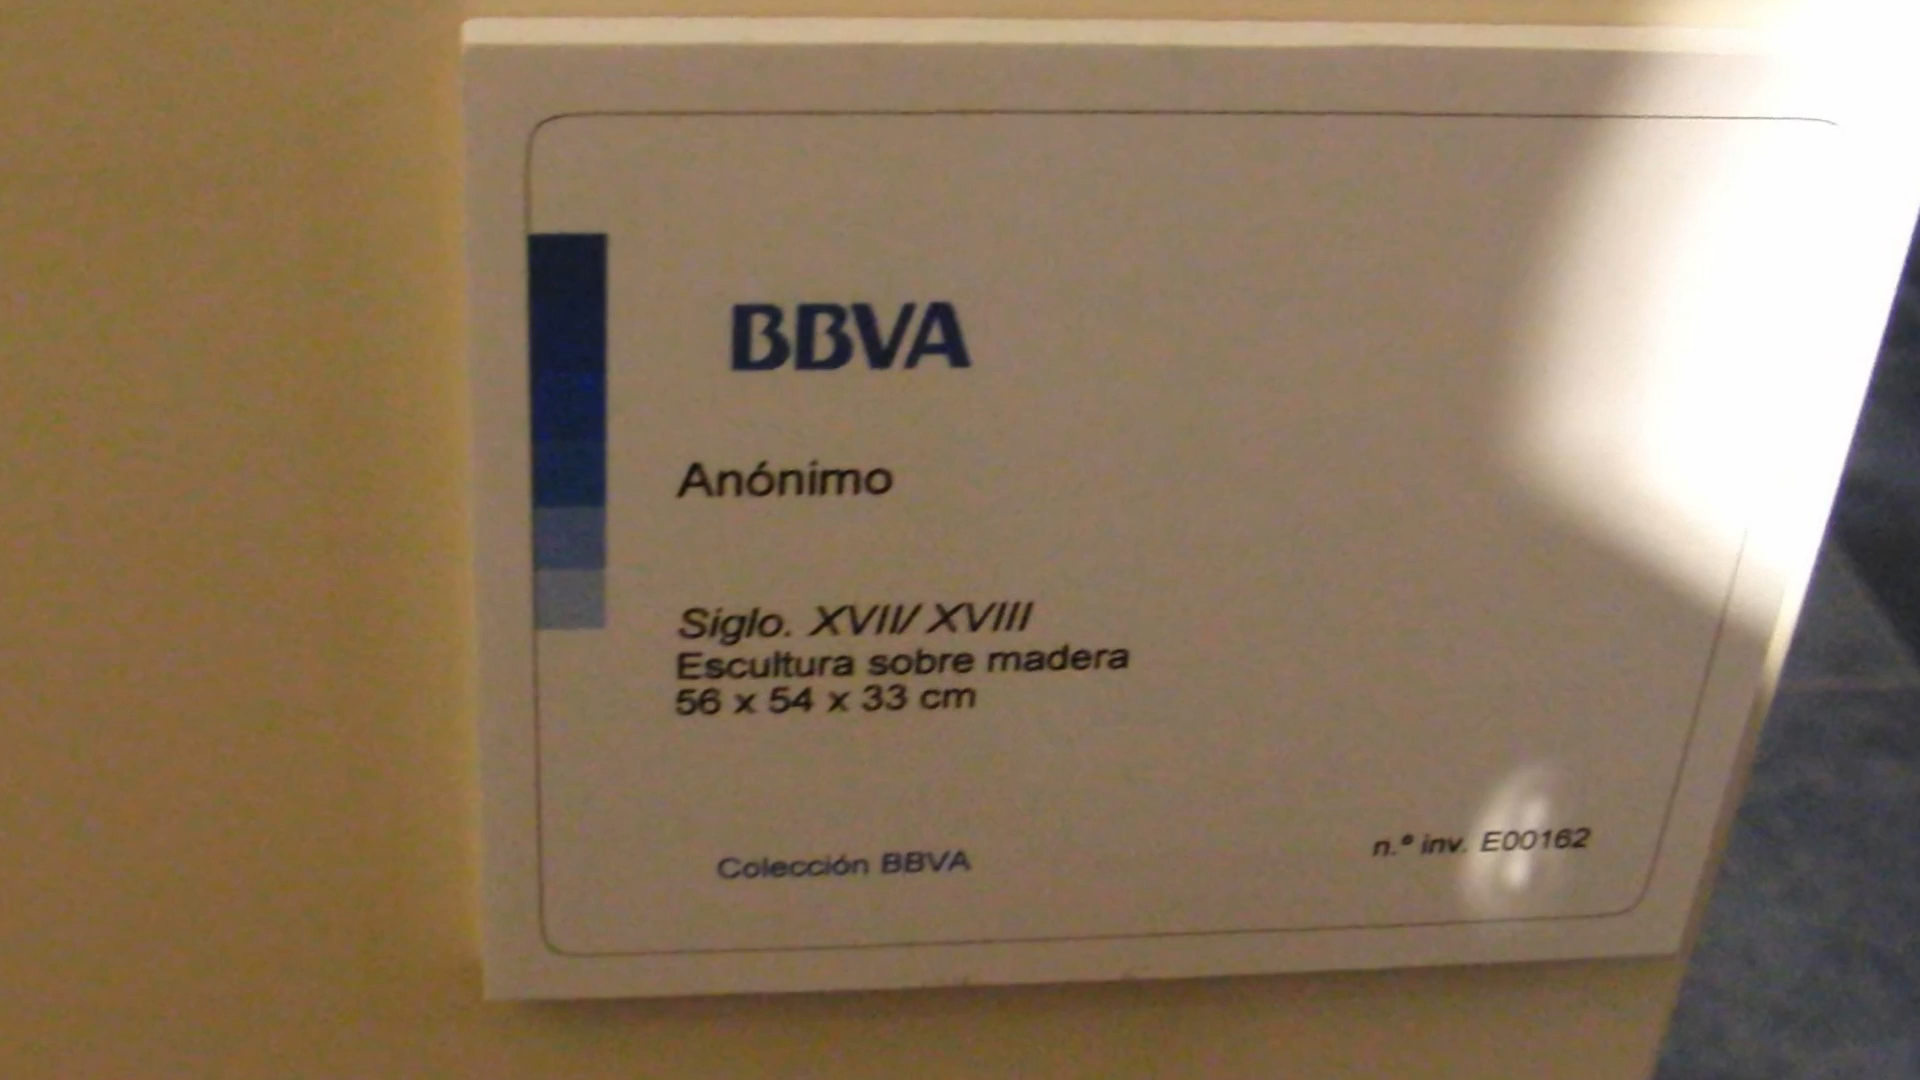 BBVA
Anónimo
Siglo. XVII/ XVIII
Escultura sobre madera
56 x 54 x 33 cm
Colección BBVA
n.º inv. E00162